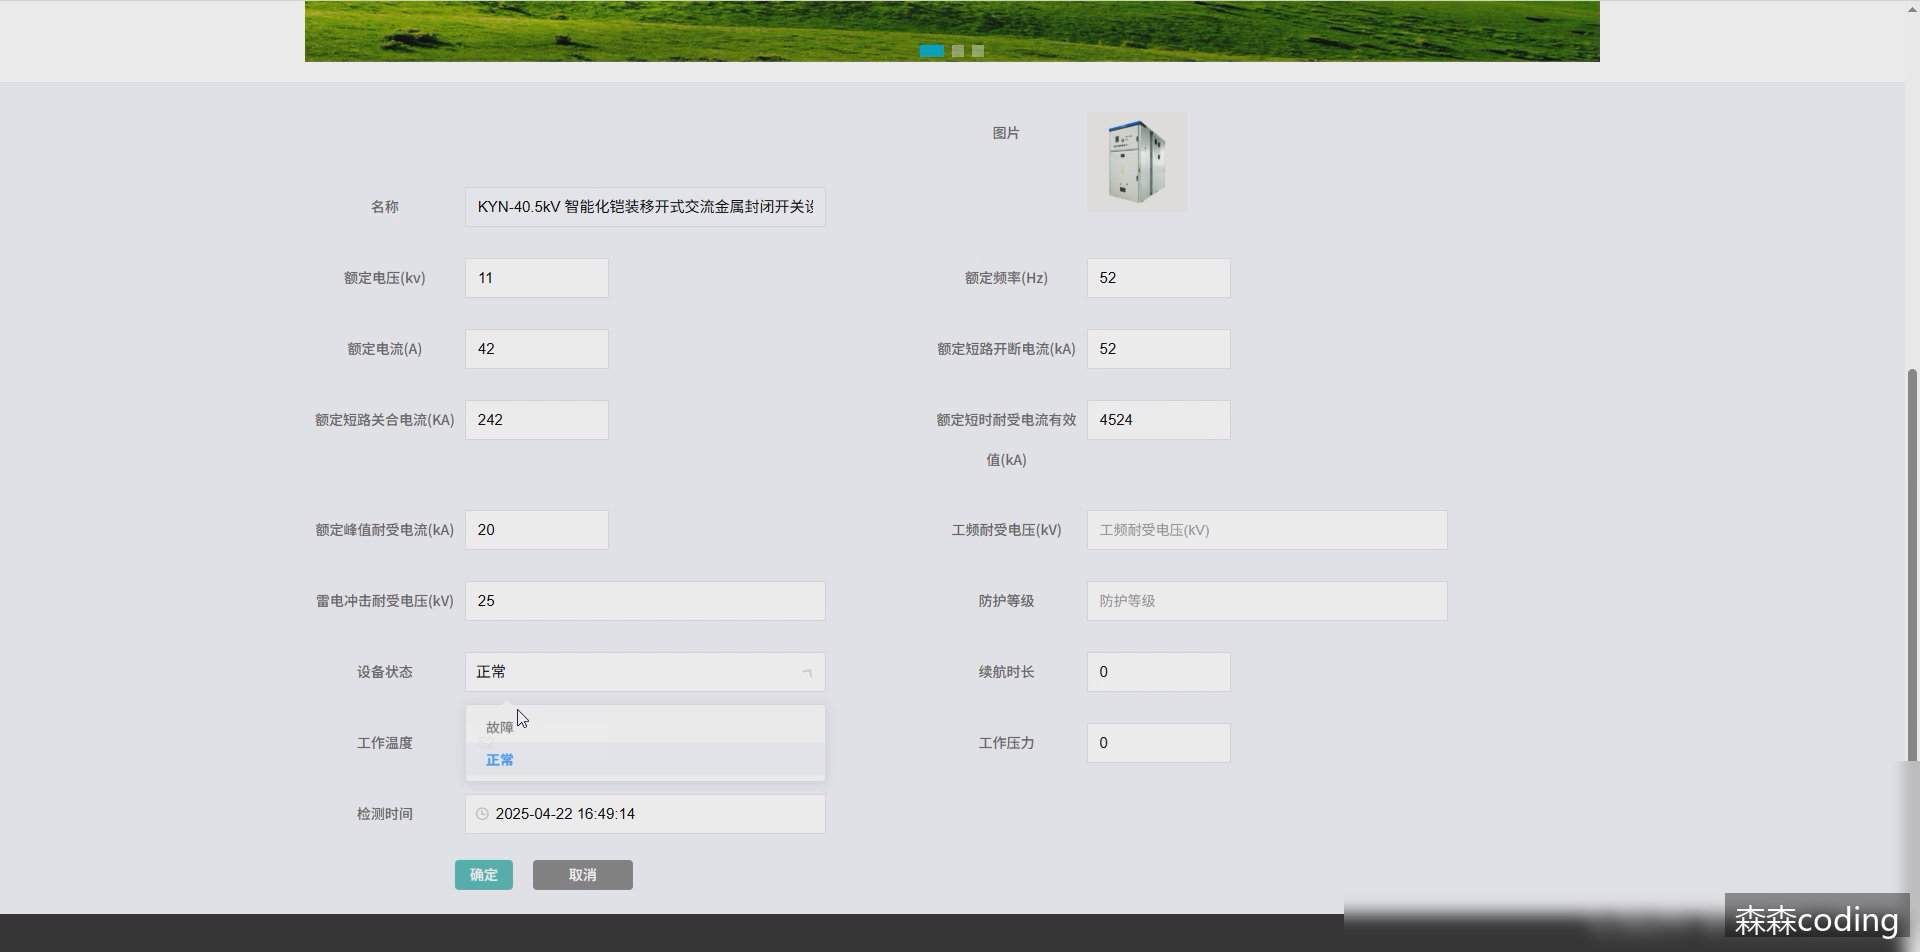 图片
名称
KYN-40.5kV 智能化铠装移开式交流金属封闭开关设
额定电压(kv)
11
额定频率(Hz)
52
额定电流(A)
42
额定短路开断电流(kA)
52
额定短路关合电流(KA)
242
额定短时耐受电流有效
值(kA)
4524
额定峰值耐受电流(kA)
20
工频耐受电压(kV)
工频耐受电压(kV)
雷电冲击耐受电压(kV)
25
防护等级
防护等级
设备状态
正常
续航时长
0
故障
正常
工作温度
工作压力
0
检测时间
2025-04-22 16:49:14
确定
取消
森森coding